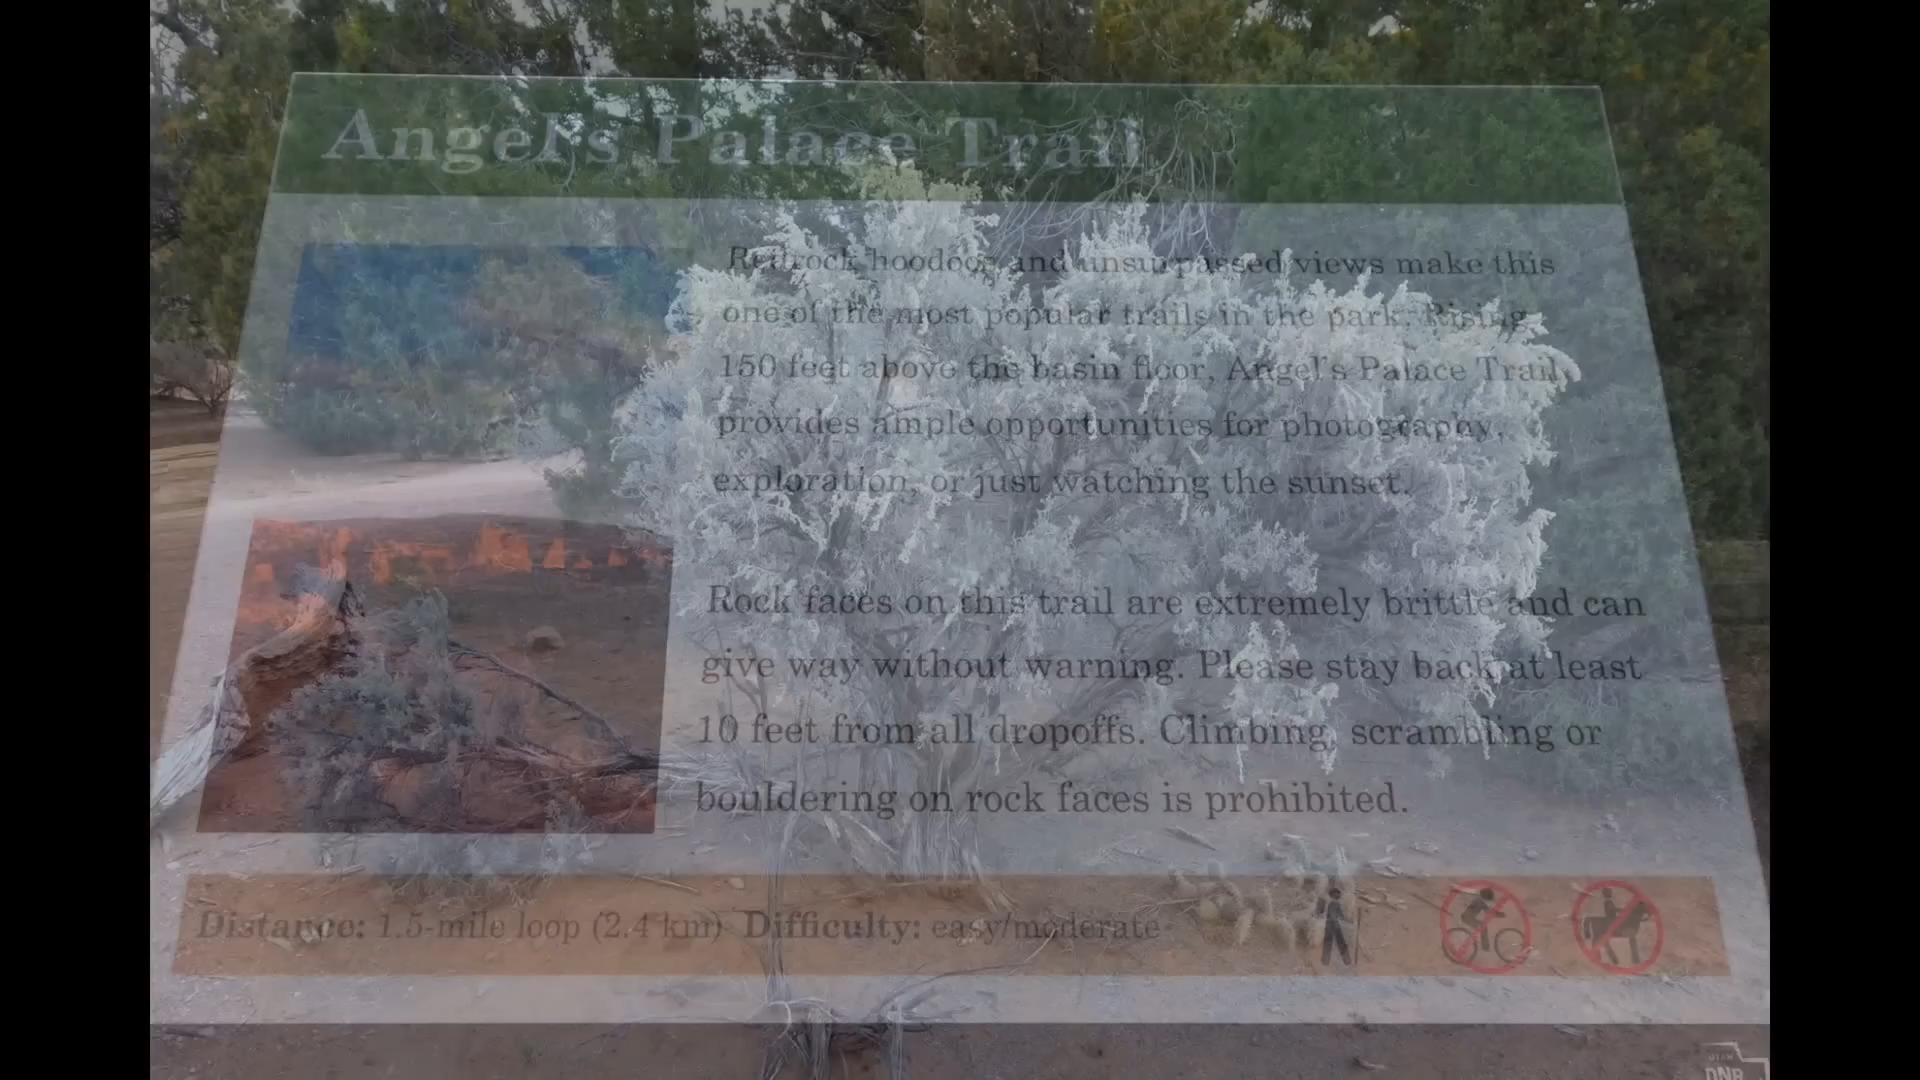 Angel's Palace Trail
Redrock hoodoos and unsurpassed views make this
one of the most popular trails in the park. Rising
150 feet above the basin floor, Angel's Palace Trail
provides ample opportunities for photography,
exploration, or just watching the sunset.
Rock faces on this trail are extremely brittle and can
give way without warning. Please stay back at least
10 feet from all dropoffs. Climbing, scrambling or
bouldering on rock faces is prohibited.
Distance: 1.5-mile loop (2.4 km) Difficulty: easy/moderate
UTAH
DNR